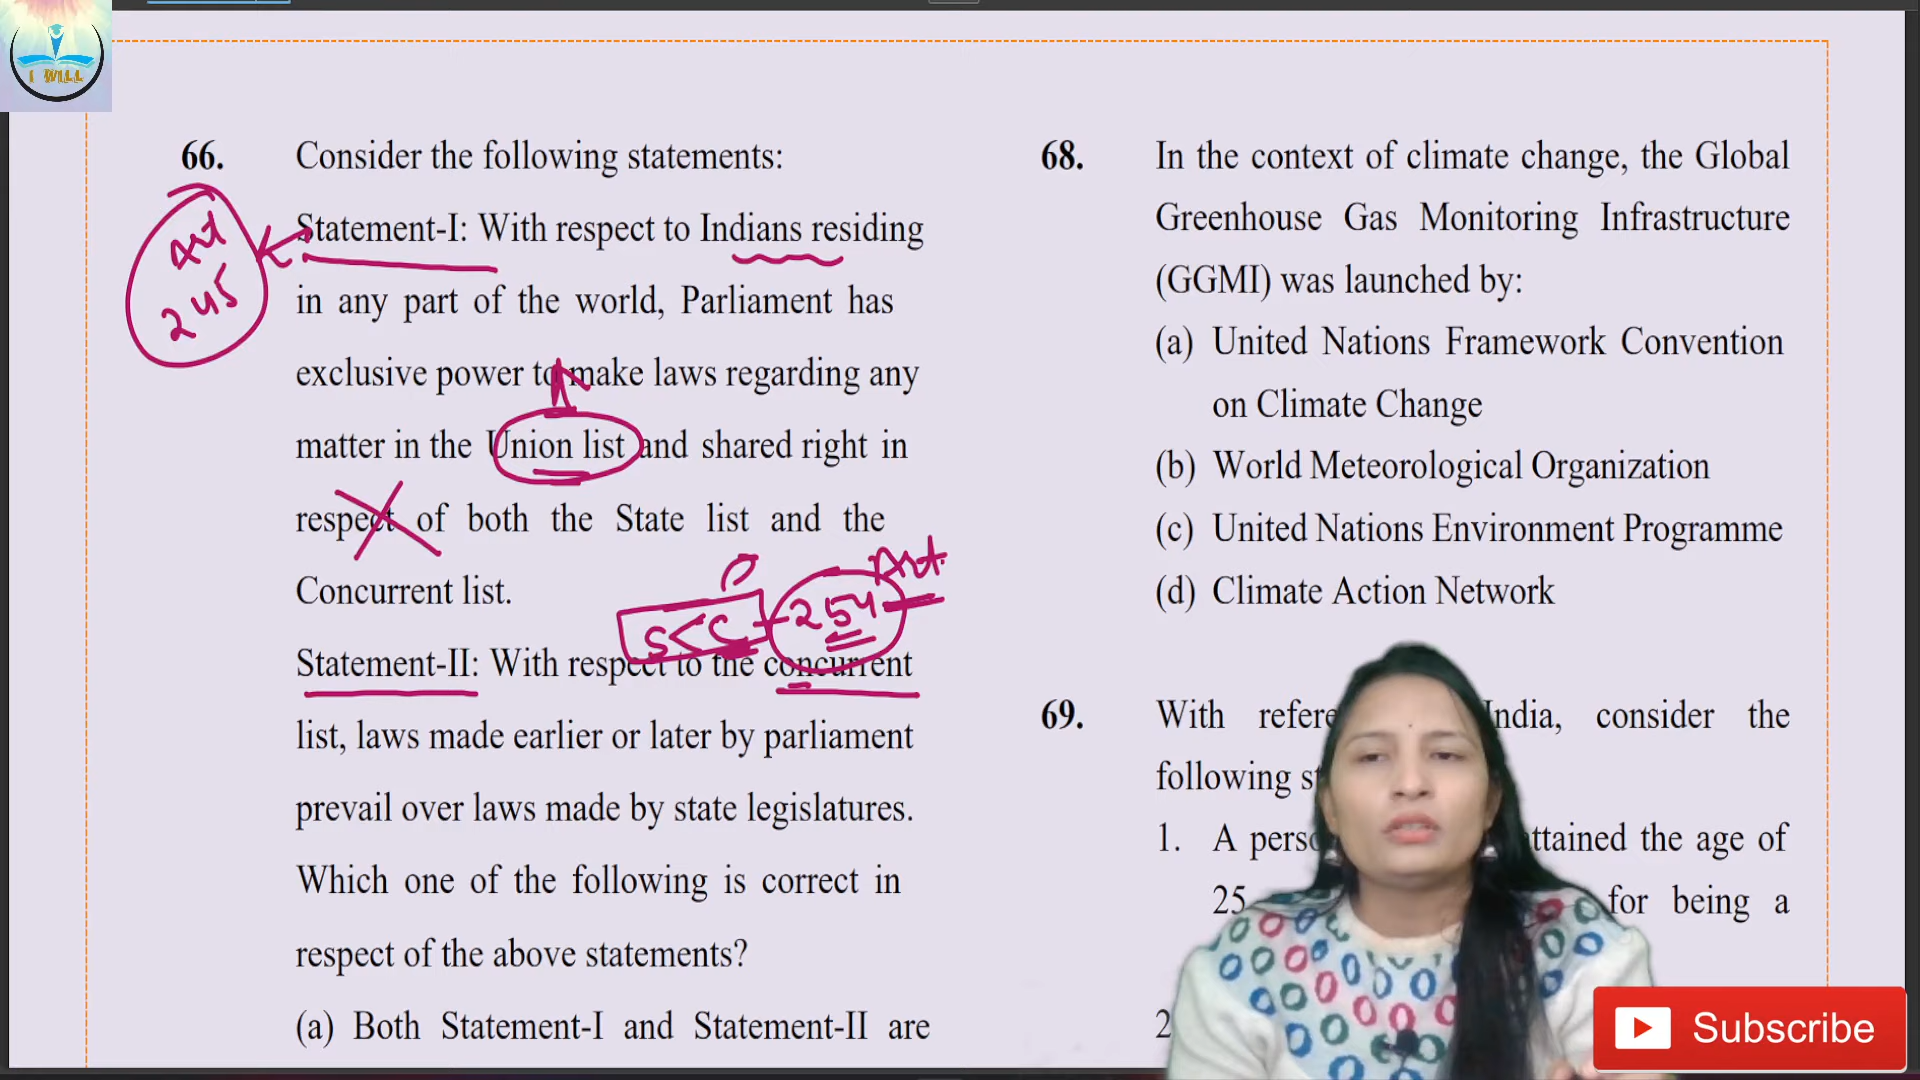 I WILL
66.
Consider the following statements:
Statement-I: With respect to Indians residing
in any part of the world, Parliament has
exclusive power to make laws regarding any
matter in the Union list and shared right in
respect of both the State list and the
Concurrent list.
Art
245
Art.
S<C
254
Statement-II: With respect to the concurrent
list, laws made earlier or later by parliament
prevail over laws made by state legislatures.
Which one of the following is correct in
respect of the above statements?
(a) Both Statement-I and Statement-II are
68.
In the context of climate change, the Global
Greenhouse Gas Monitoring Infrastructure
(GGMI) was launched by:
(a) United Nations Framework Convention
on Climate Change
(b) World Meteorological Organization
(c) United Nations Environment Programme
(d) Climate Action Network
69.
With India, consider the
following
1. A attained the age of
25 for being a
2
Subscribe